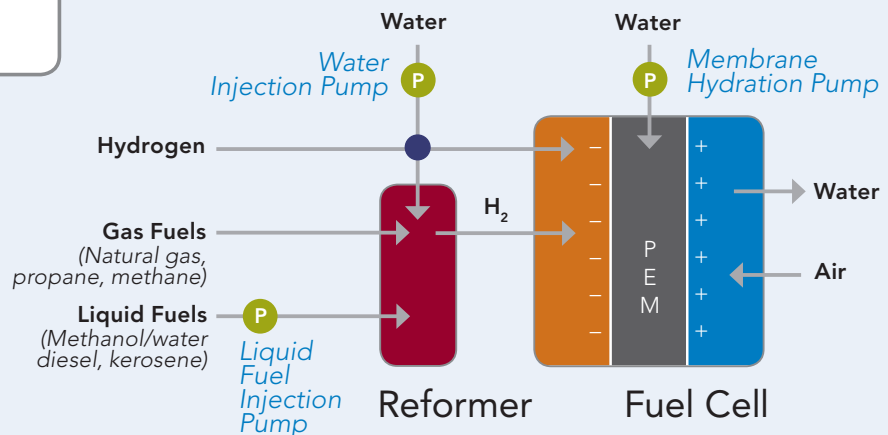 Water
Water
Water
Injection Pump
P
P
Membrane
Hydration Pump
Hydrogen
Gas Fuels
(Natural gas,
propane, methane)
H2
Liquid Fuels
(Methanol/water
diesel, kerosene)
P
Liquid
Fuel
Injection
Pump
Reformer
− − − − − −
P
E
M
+ + + + + +
Water
Air
Fuel Cell